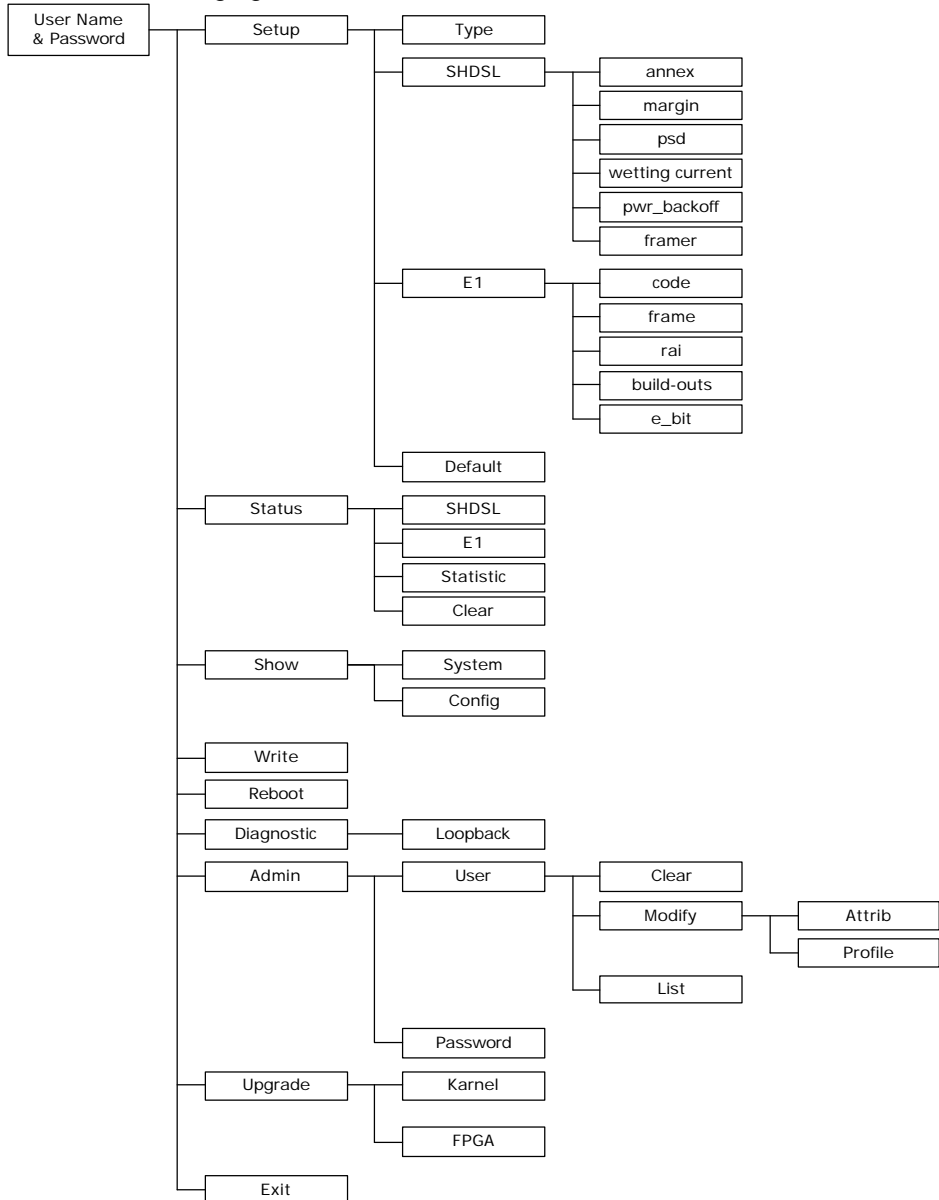 User Name
& Password
Setup
Type
SHDSL
annex
margin
psd
wetting current
pwr_backoff
framer
E1
code
frame
rai
build-outs
e_bit
Default
Status
SHDSL
E1
Statistic
Clear
Show
System
Config
Write
Reboot
Diagnostic
Loopback
Admin
User
Clear
Modify
Attrib
Profile
List
Password
Upgrade
Karnel
FPGA
Exit